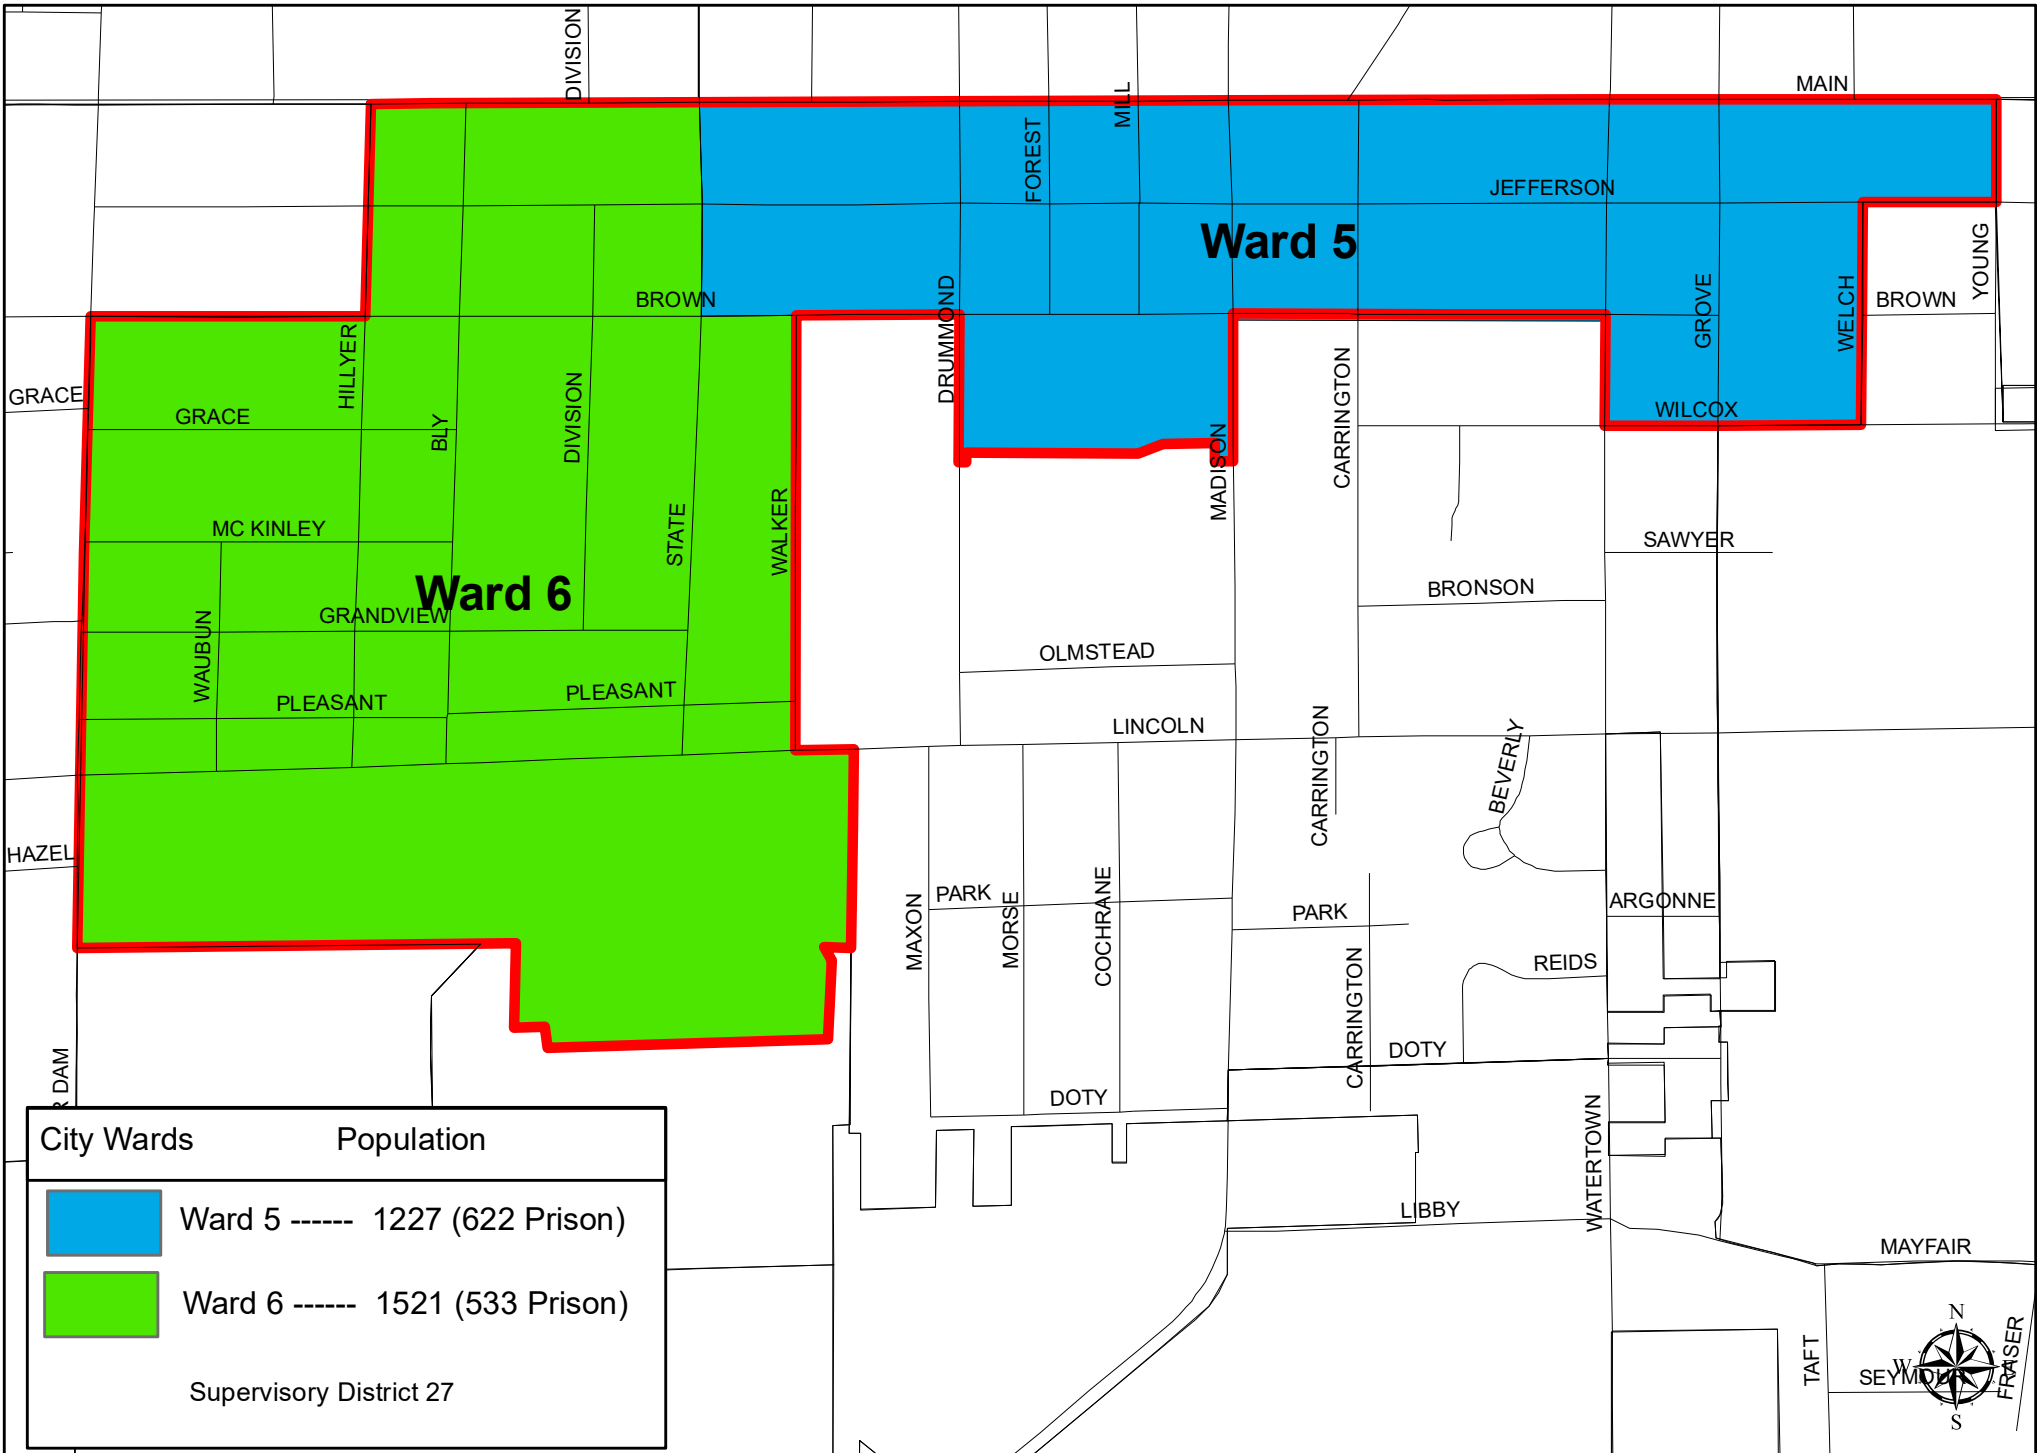 DIVISION
MAIN
MILL
FOREST
JEFFERSON
Ward 5
YOUNG
BROWN
DRUMMOND
GROVE
WELCH
BROWN
HILLYER
GRACE
GRACE
BLY
DIVISION
CARRINGTON
WILCOX
MADISON
STATE
WALKER
MC KINLEY
SAWYER
Ward 6
BRONSON
GRANDVIEW
WAUBUN
OLMSTEAD
PLEASANT
PLEASANT
LINCOLN
CARRINGTON
BEVERLY
HAZEL
PARK
MAXON
MORSE
COCHRANE
PARK
ARGONNE
REIDS
CARRINGTON
DOTY
R DAM
DOTY
WATERTOWN
LIBBY
MAYFAIR
TAFT
SEYMOUR
FRASER
N
W
S
City Wards Population
Ward 5 ------ 1227 (622 Prison)
Ward 6 ------ 1521 (533 Prison)
Supervisory District 27